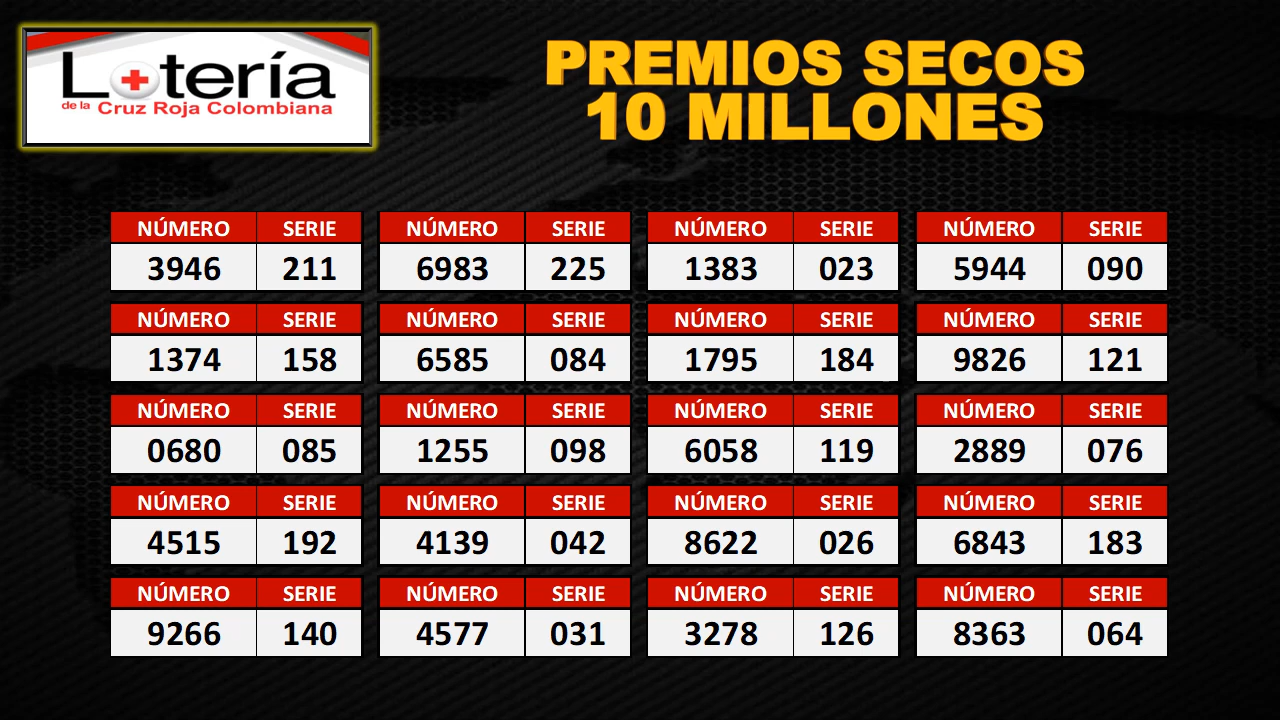 Lotería
de la Cruz Roja Colombiana
PREMIOS SECOS
10 MILLONES
NÚMERO SERIE NÚMERO SERIE NÚMERO SERIE NÚMERO SERIE
3946 211 6983 225 1383 023 5944 090
NÚMERO SERIE NÚMERO SERIE NÚMERO SERIE NÚMERO SERIE
1374 158 6585 084 1795 184 9826 121
NÚMERO SERIE NÚMERO SERIE NÚMERO SERIE NÚMERO SERIE
0680 085 1255 098 6058 119 2889 076
NÚMERO SERIE NÚMERO SERIE NÚMERO SERIE NÚMERO SERIE
4515 192 4139 042 8622 026 6843 183
NÚMERO SERIE NÚMERO SERIE NÚMERO SERIE NÚMERO SERIE
9266 140 4577 031 3278 126 8363 064